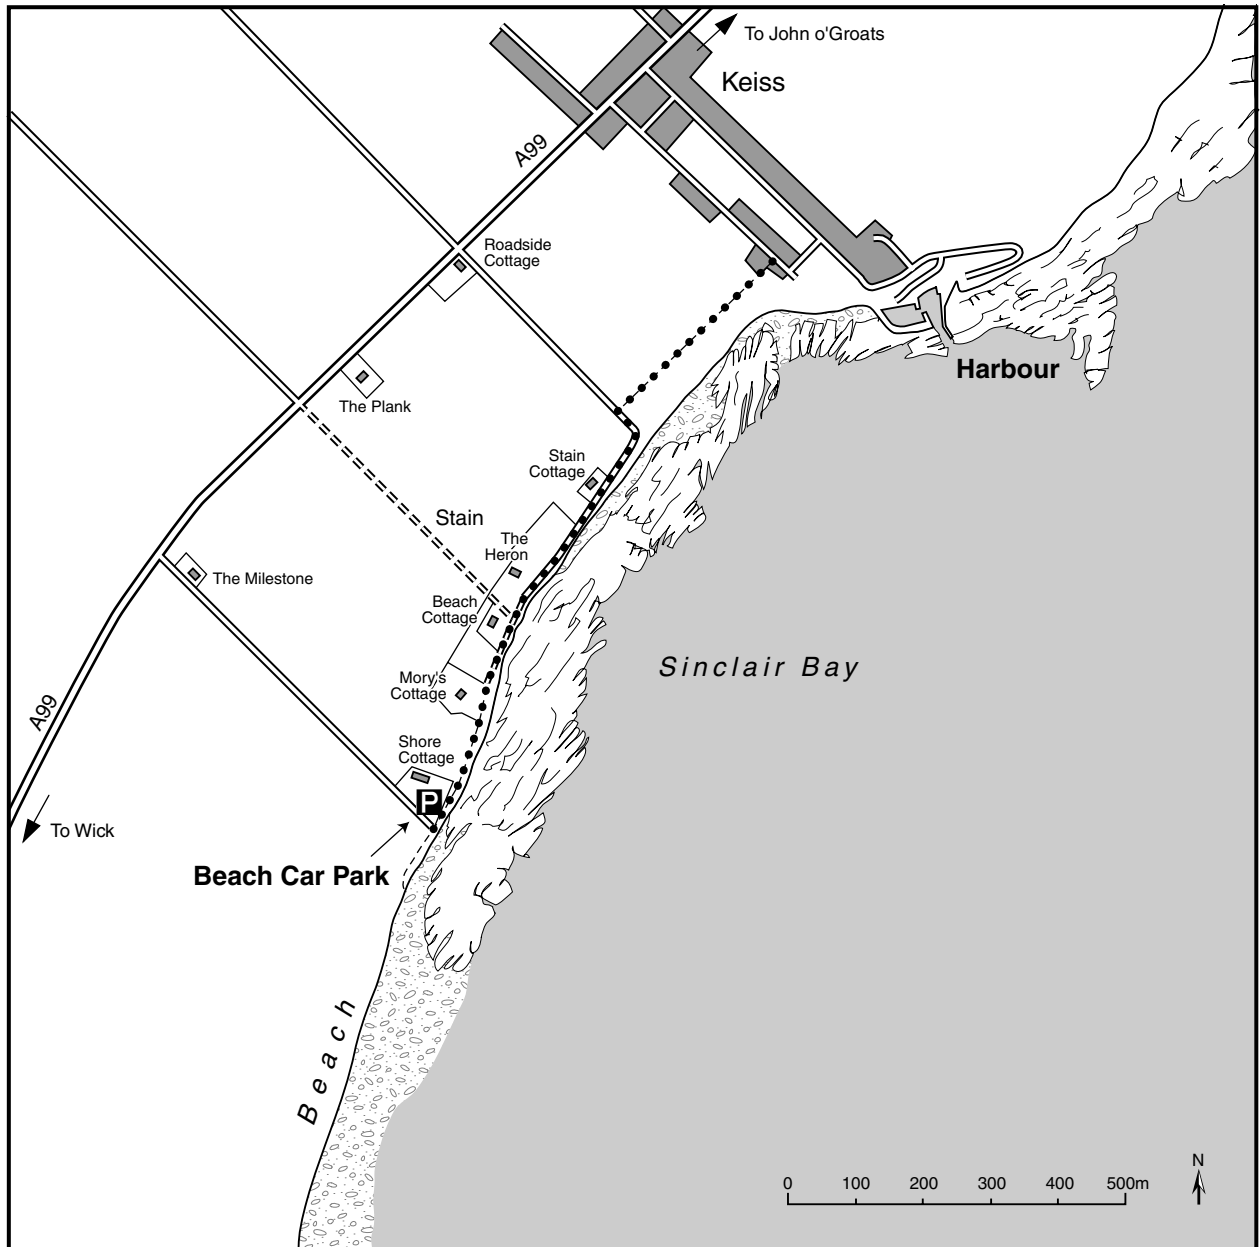 To John o'Groats
Keiss
A99
Roadside
Cottage
Harbour
The Plank
Stain
Cottage
Stain
The
Heron
The Milestone
Beach
Cottage
Sinclair Bay
Mory's
Cottage
A99
Shore
Cottage
P
To Wick
Beach Car Park
Beach
N
0 100 200 300 400 500m